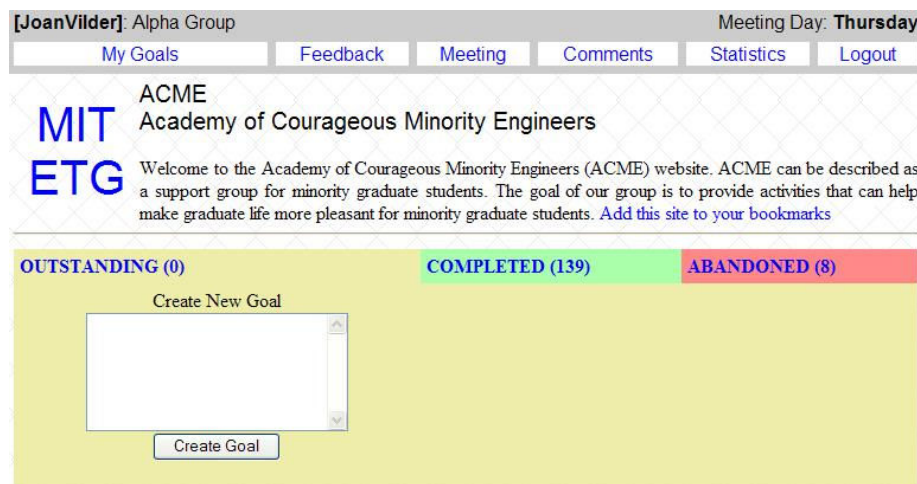 [JoanVilder]: Alpha Group Meeting Day: Thursday
My Goals Feedback Meeting Comments Statistics Logout
MIT
ETG
ACME
Academy of Courageous Minority Engineers
Welcome to the Academy of Courageous Minority Engineers (ACME) website. ACME can be described as
a support group for minority graduate students. The goal of our group is to provide activities that can help
make graduate life more pleasant for minority graduate students. Add this site to your bookmarks
OUTSTANDING (0) COMPLETED (139) ABANDONED (8)
Create New Goal
Create Goal